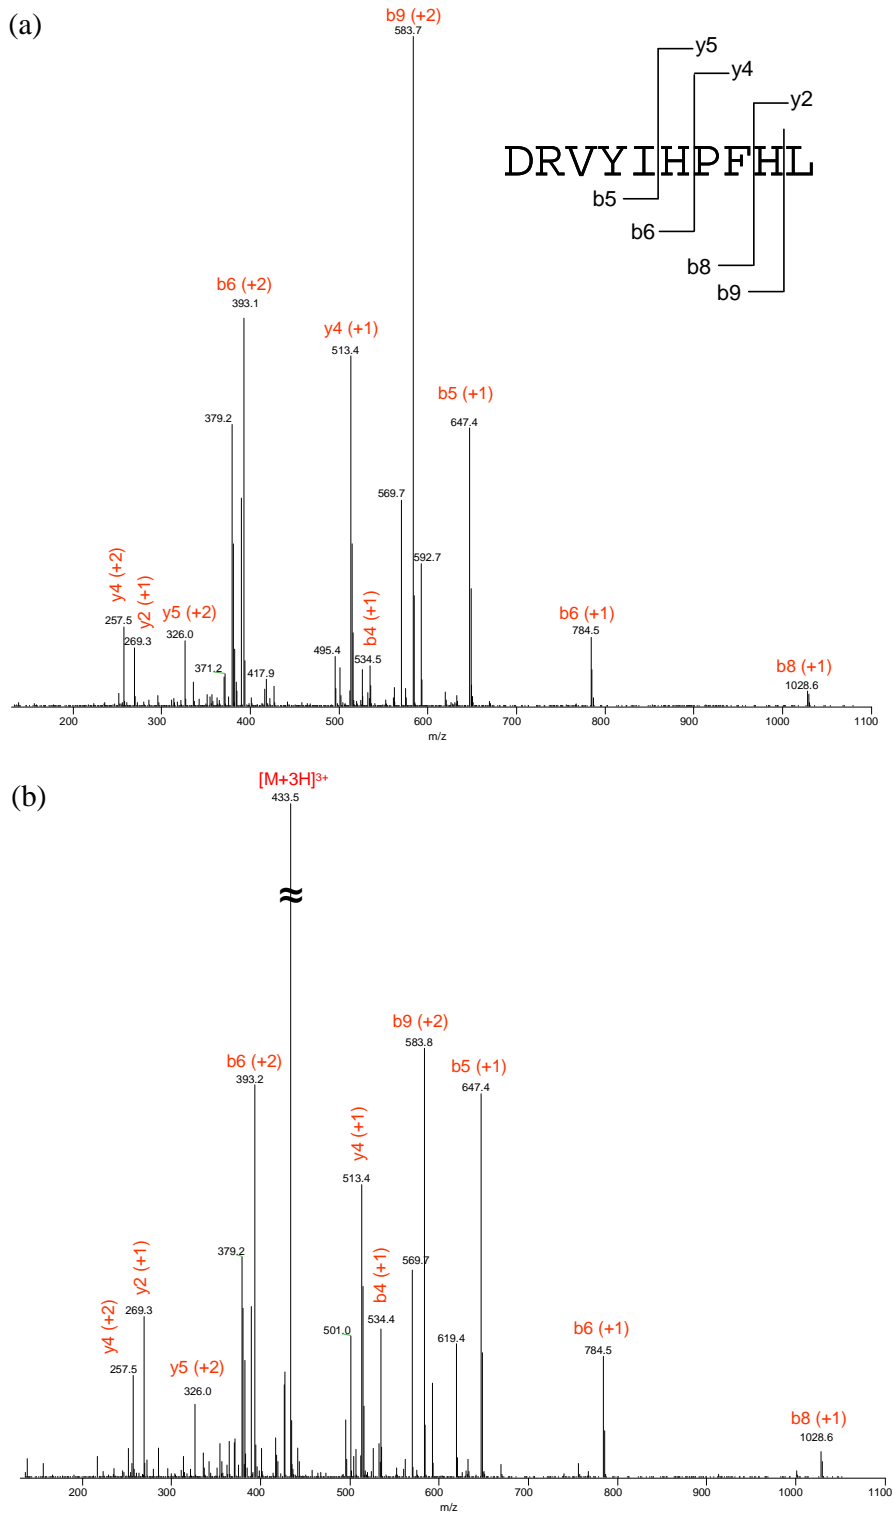 (a)
b9 (+2)
583.7
y5
y4
y2
DRVYIHPFHL
b5
b6
b8
b9
b6 (+2)
393.1
y4 (+1)
513.4
b5 (+1)
647.4
379.2
569.7
592.7
y4 (+2)
257.5
y2 (+1)
269.3
y5 (+2)
326.0
371.2
417.9
495.4
b4 (+1)
534.5
b6 (+1)
784.5
b8 (+1)
1028.6
200 300 400 500 600 700 800 900 1000 1100
m/z
(b)
[M+3H]3+
433.5
≈
b6 (+2)
393.2
b9 (+2)
583.8
b5 (+1)
647.4
y4 (+1)
513.4
379.2
569.7
y4 (+2)
257.5
y2 (+1)
269.3
y5 (+2)
326.0
501.0
b4 (+1)
534.4
619.4
b6 (+1)
784.5
b8 (+1)
1028.6
200 300 400 500 600 700 800 900 1000 1100
m/z